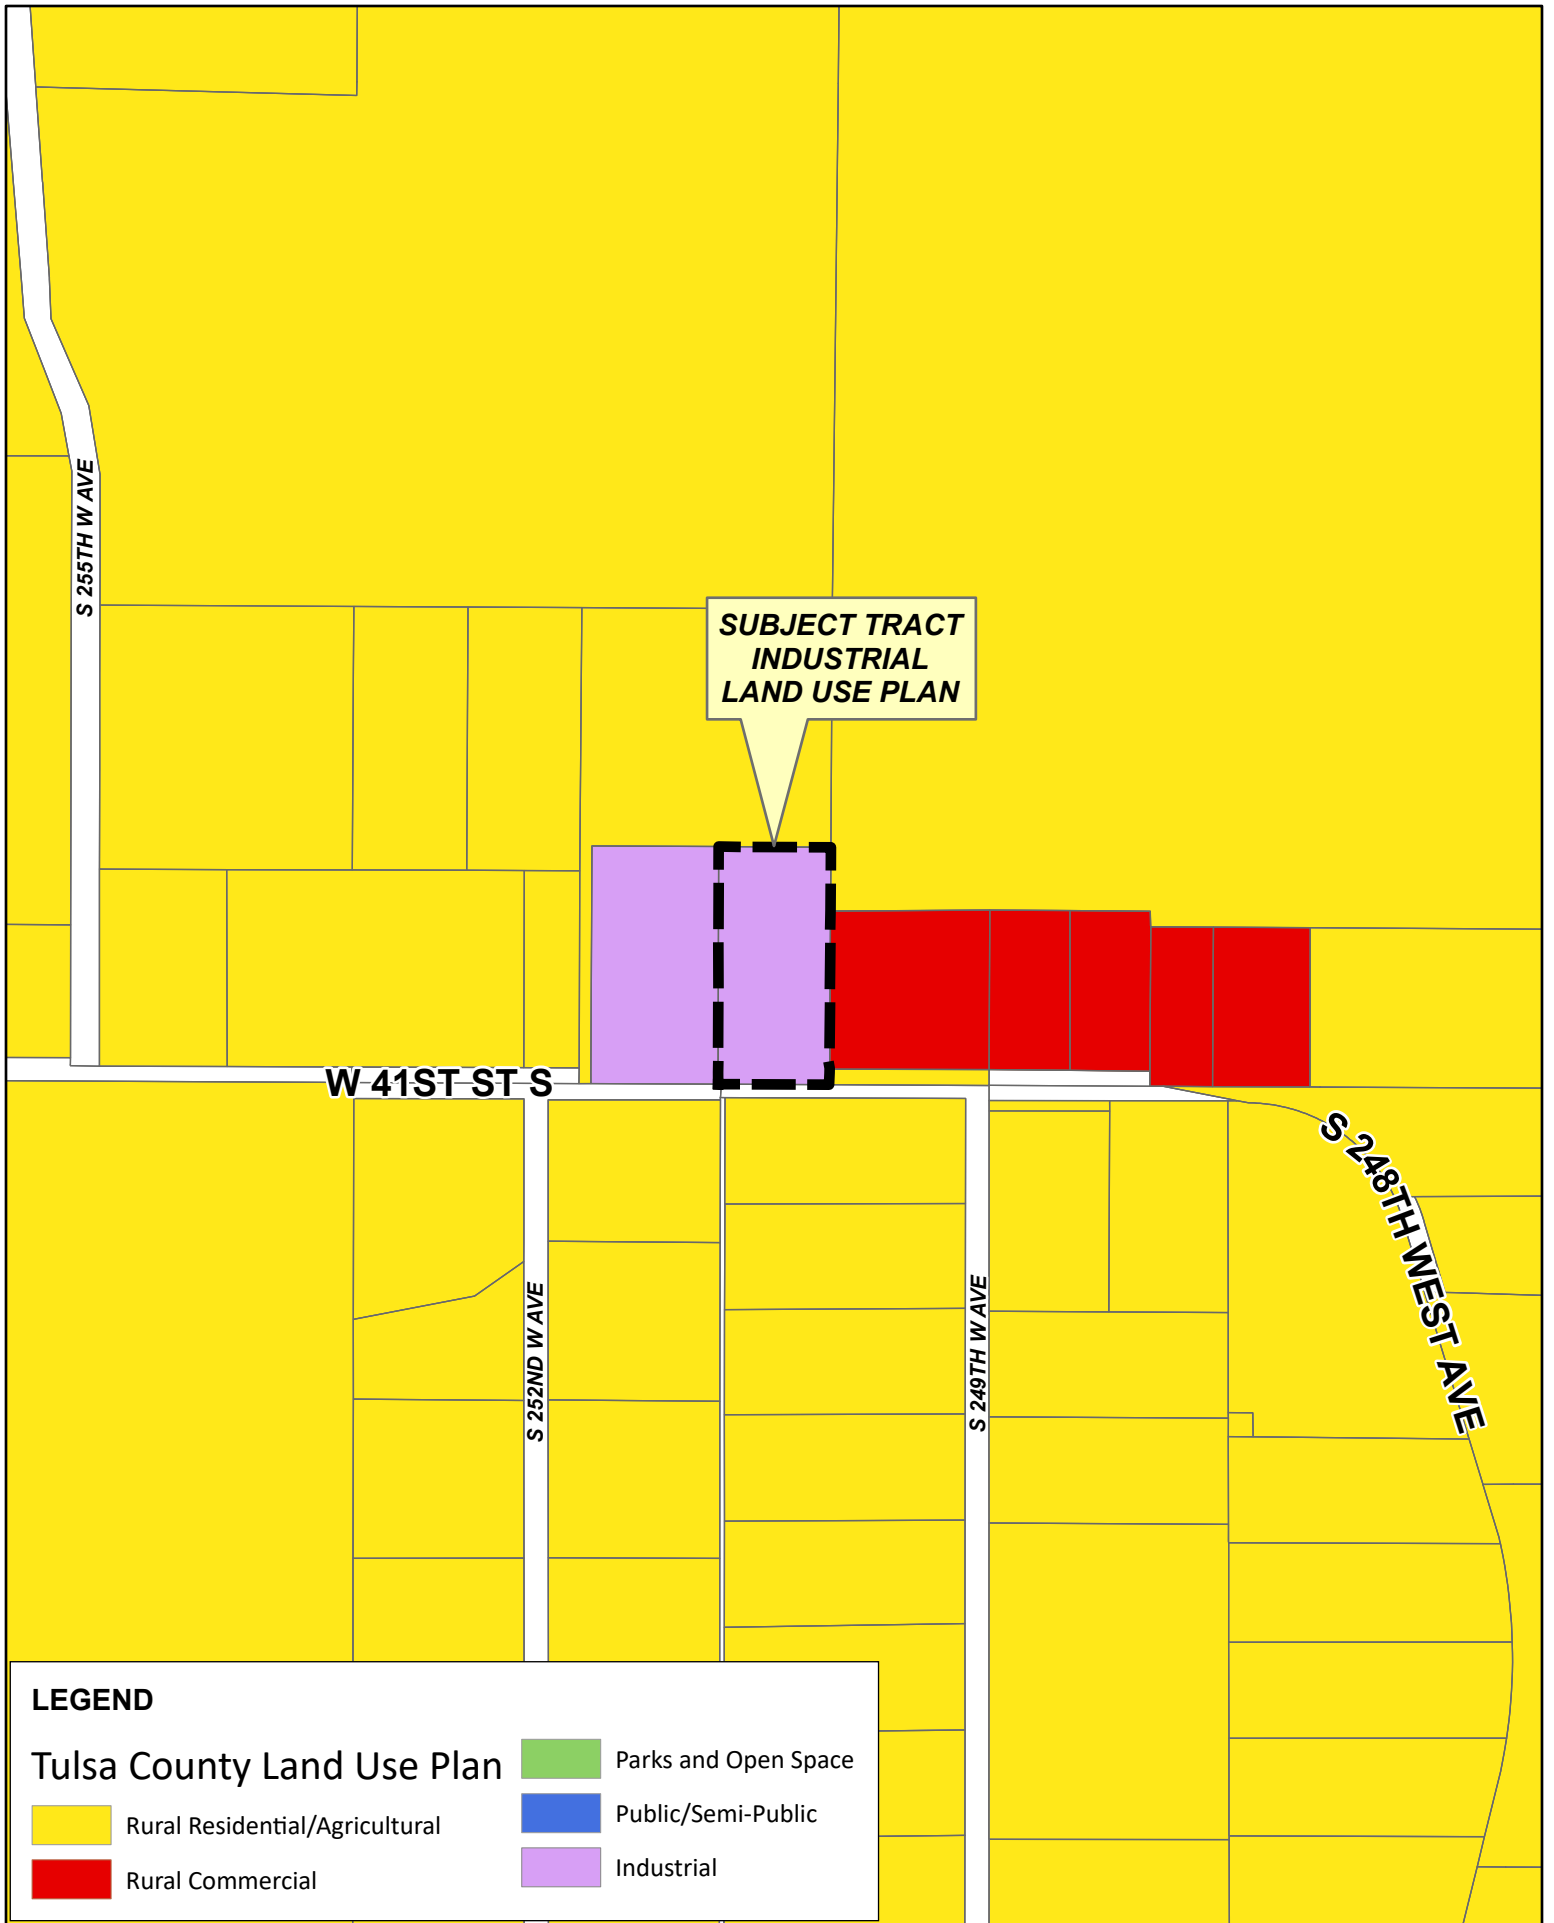 S 255TH W AVE
SUBJECT TRACT
INDUSTRIAL
LAND USE PLAN
W 41ST ST S
S 248TH WEST AVE
S 252ND W AVE
S 249TH W AVE
LEGEND
Tulsa County Land Use Plan
Rural Residential/Agricultural
Rural Commercial
Parks and Open Space
Public/Semi-Public
Industrial